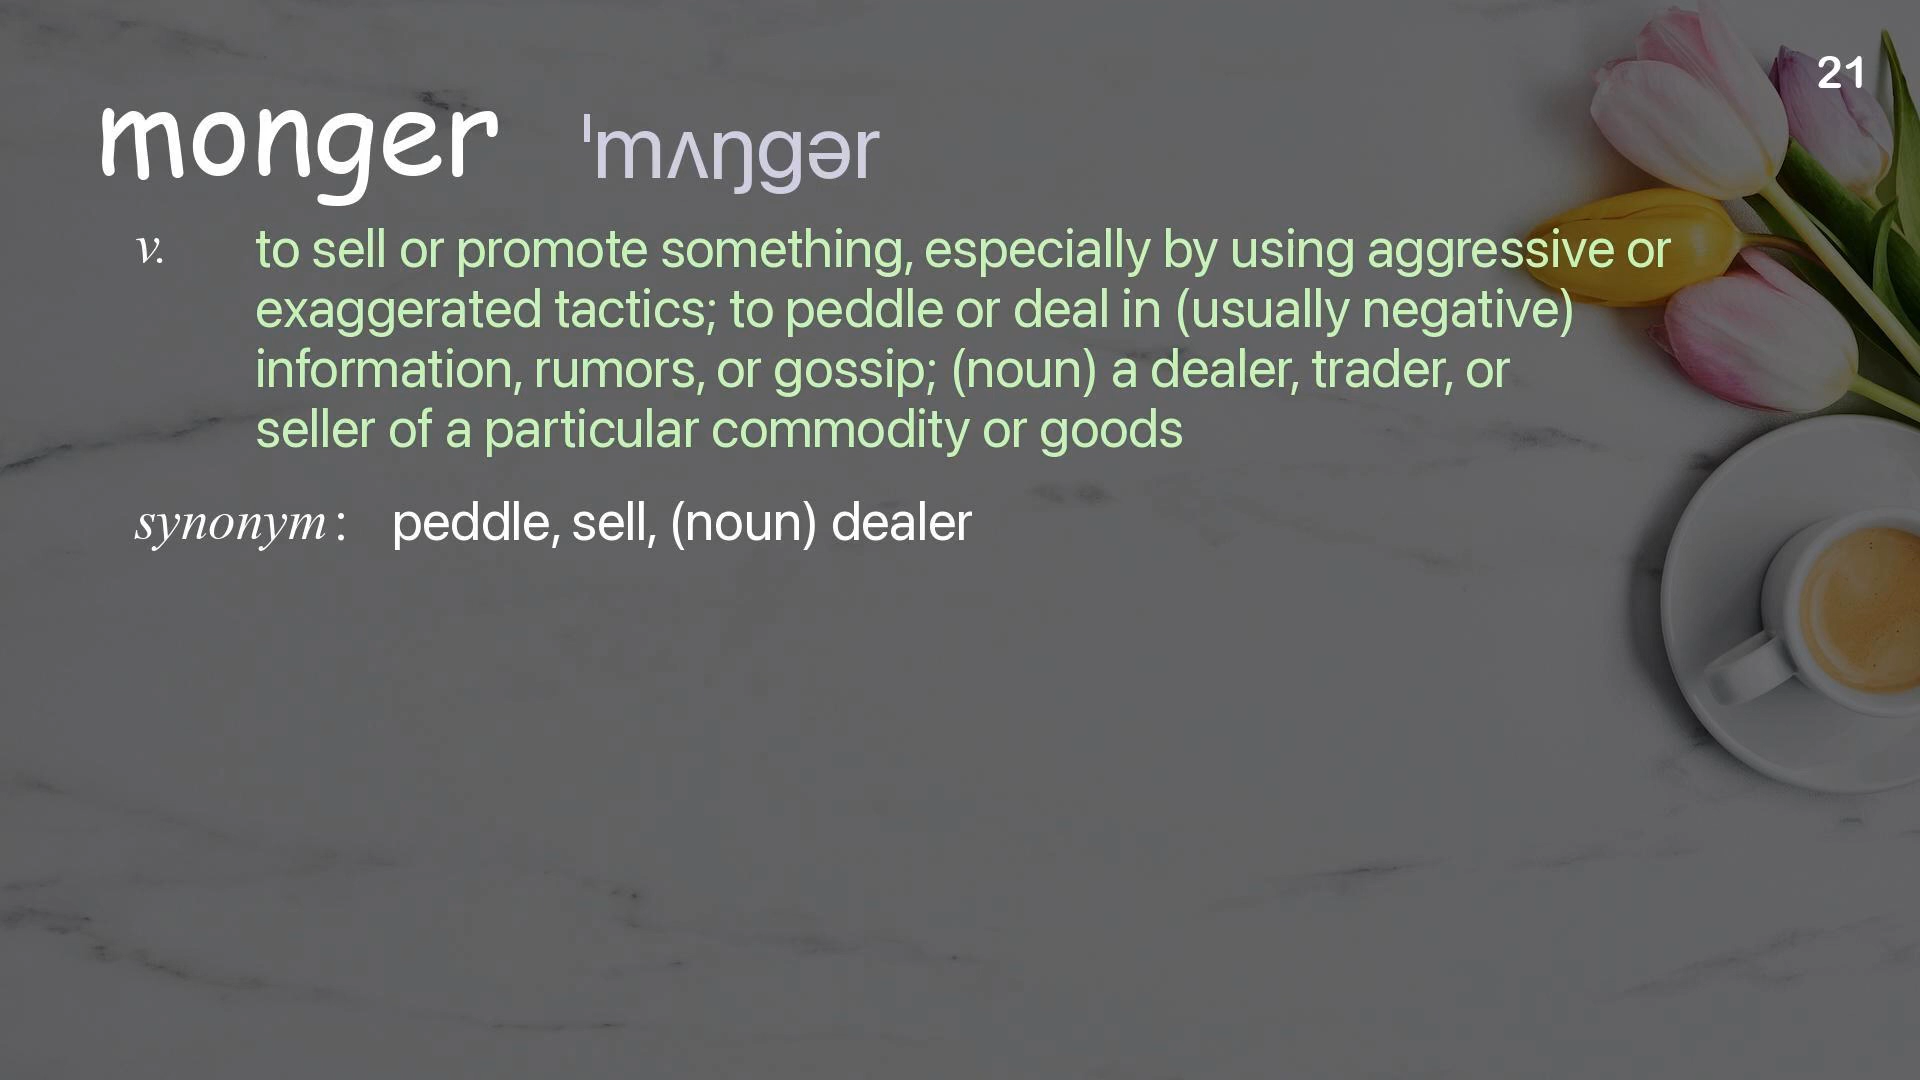 21
monger ˈmʌŋgər
v. to sell or promote something, especially by using aggressive or
exaggerated tactics; to peddle or deal in (usually negative)
information, rumors, or gossip; (noun) a dealer, trader, or
seller of a particular commodity or goods
synonym : peddle, sell, (noun) dealer